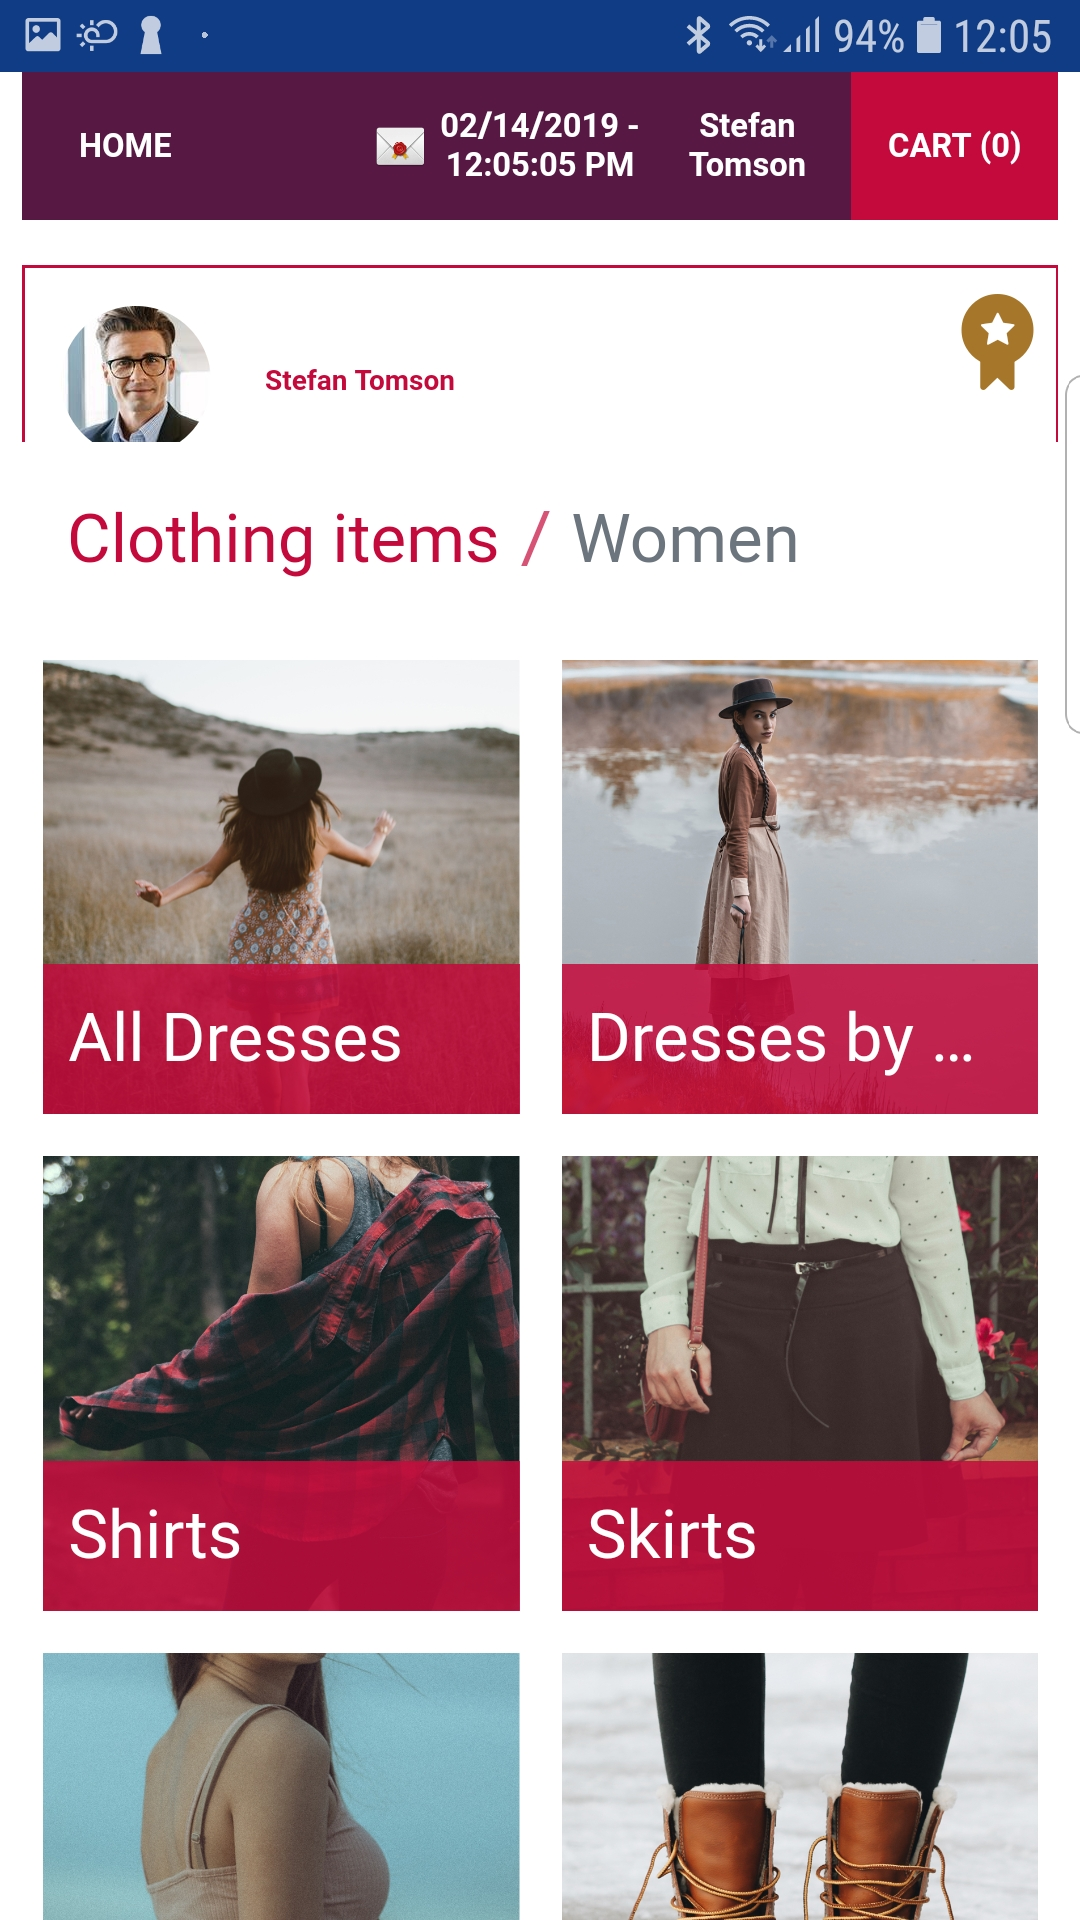 94% 12:05
HOME
02/14/2019 -
12:05:05 PM
Stefan
Tomson
CART (0)
Stefan Tomson
Clothing items / Women
All Dresses
Dresses by ...
Shirts
Skirts